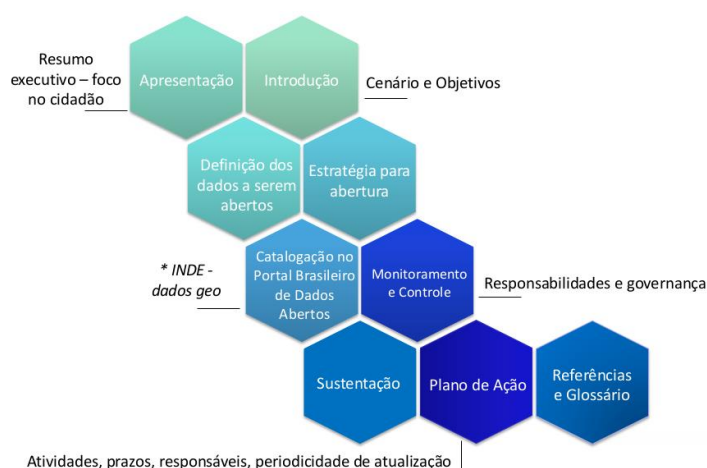 Resumo
executivo – foco
no cidadão
Apresentação
Introdução
Cenário e Objetivos
Definição dos
dados a serem
abertos
Estratégia para
abertura
* INDE -
dados geo
Catalogação no
Portal Brasileiro
de Dados
Abertos
Monitoramento
e Controle
Responsabilidades e governança
Sustentação
Plano de Ação
Referências
e Glossário
Atividades, prazos, responsáveis, periodicidade de atualização